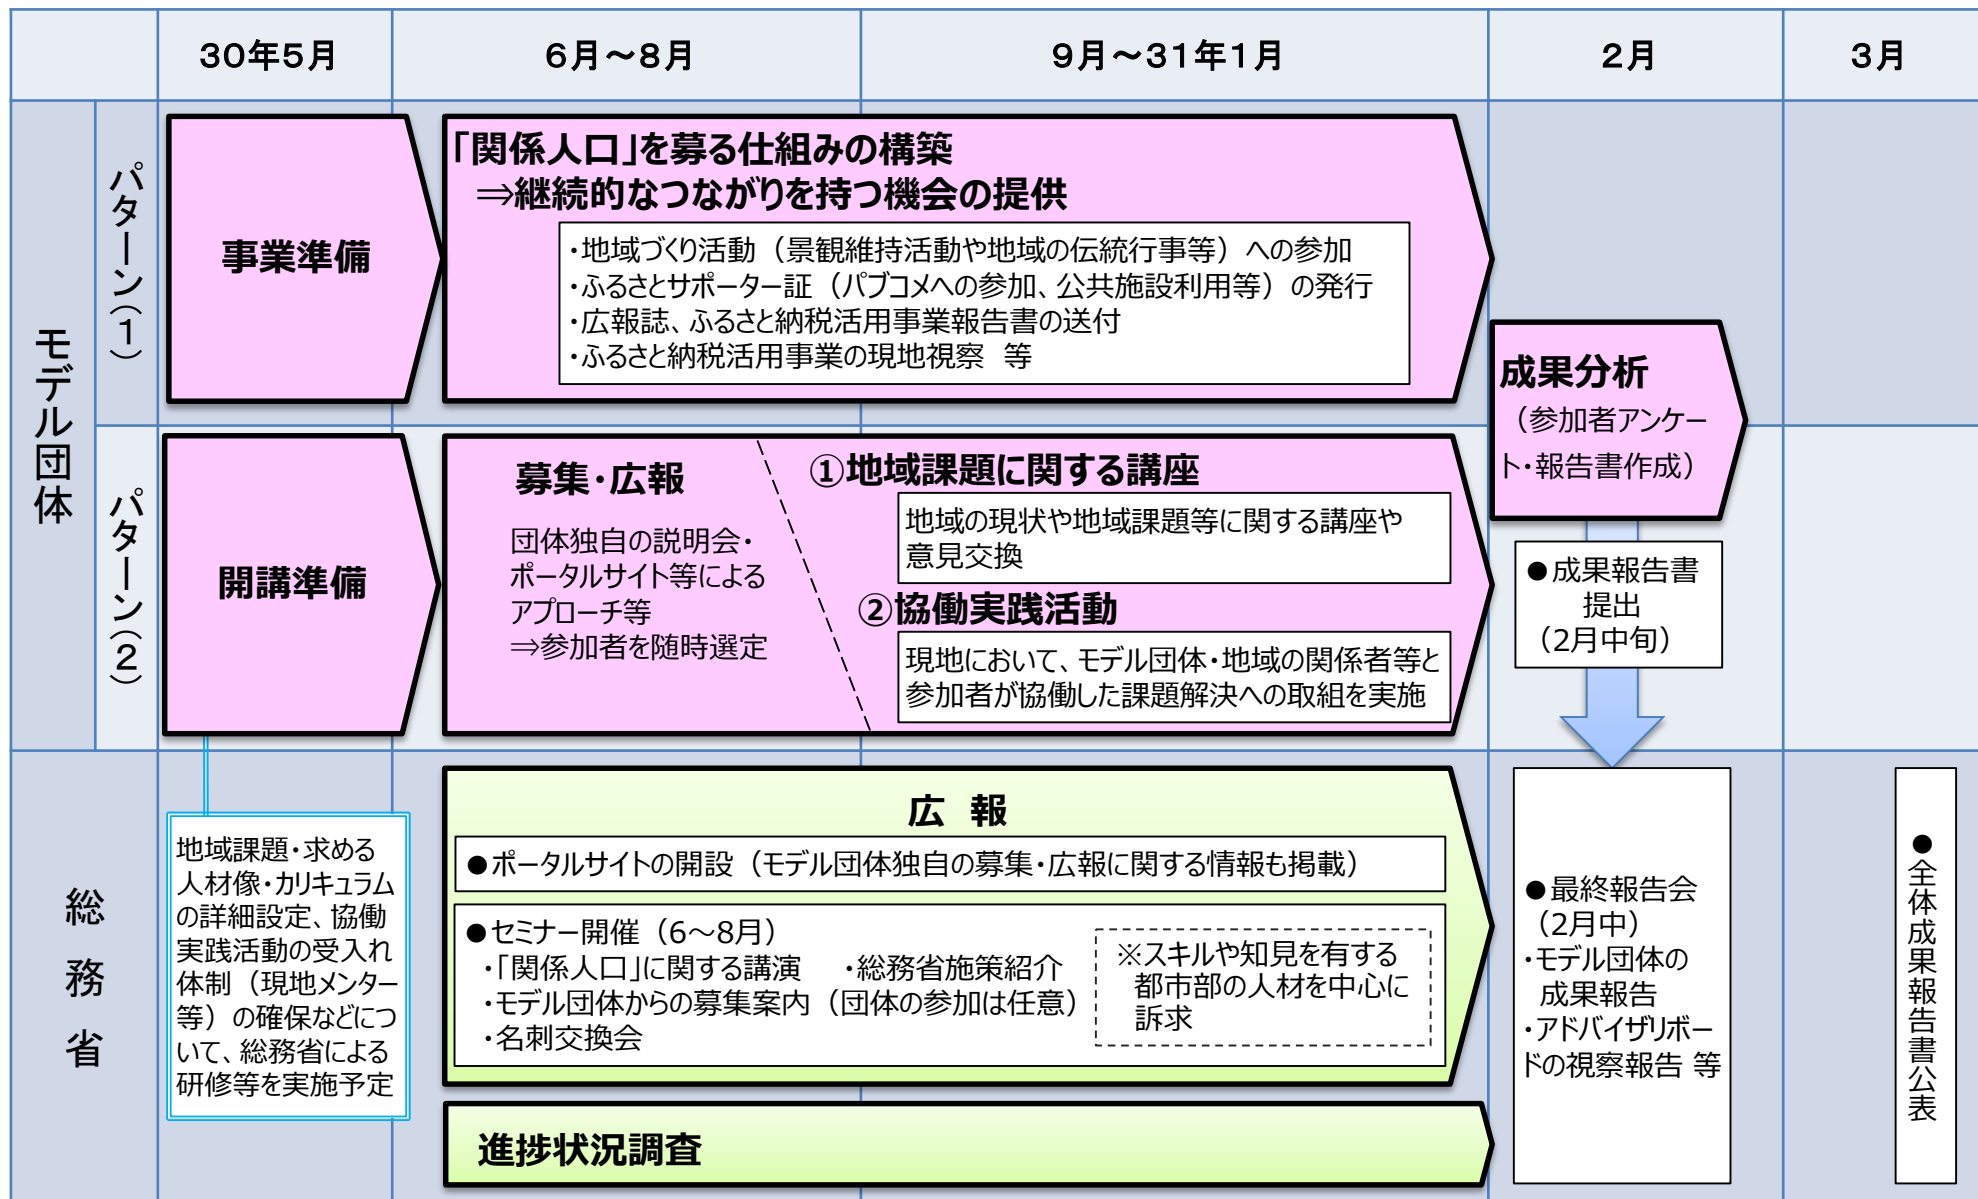 30年5月
6月～8月
9月～31年1月
2月
3月
モデル団体
パターン（1）
事業準備
「関係人口」を募る仕組みの構築
⇒継続的なつながりを持つ機会の提供
・地域づくり活動（景観維持活動や地域の伝統行事等）への参加
・ふるさとサポーター証（パブコメへの参加、公共施設利用等）の発行
・広報誌、ふるさと納税活用事業報告書の送付
・ふるさと納税活用事業の現地視察 等
成果分析
（参加者アンケー
ト・報告書作成）
パターン（2）
開講準備
募集・広報
団体独自の説明会・
ポータルサイト等による
アプローチ等
⇒参加者を随時選定
①地域課題に関する講座
地域の現状や地域課題等に関する講座や
意見交換
②協働実践活動
現地において、モデル団体・地域の関係者等と
参加者が協働した課題解決への取組を実施
●成果報告書
提出
（2月中旬）
総務省
地域課題・求める
人材像・カリキュラム
の詳細設定、協働
実践活動の受入れ
体制（現地メンター
等）の確保などにつ
いて、総務省による
研修等を実施予定
広 報
●ポータルサイトの開設（モデル団体独自の募集・広報に関する情報も掲載）
●セミナー開催（6～8月）
・「関係人口」に関する講演 ・総務省施策紹介
・モデル団体からの募集案内（団体の参加は任意）
・名刺交換会
※スキルや知見を有する
都市部の人材を中心に
訴求
進捗状況調査
●最終報告会
（2月中）
・モデル団体の
成果報告
・アドバイザリボー
ドの視察報告 等
●全体成果報告書公表